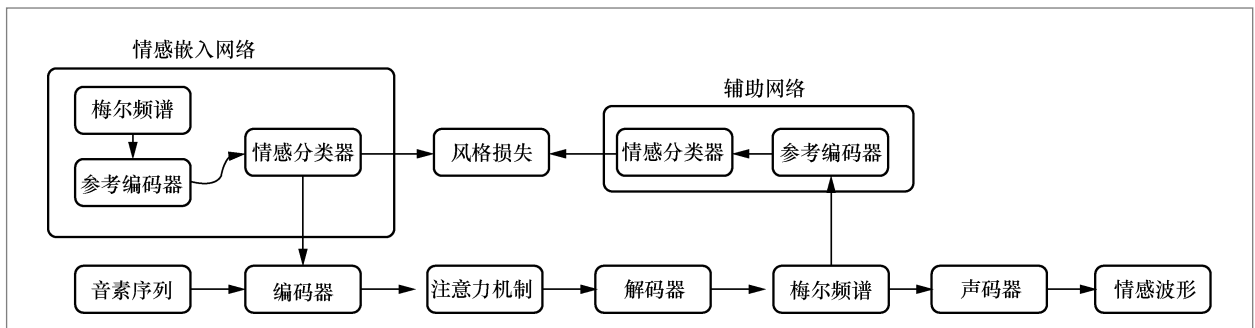 情感嵌入网络
梅尔频谱
参考编码器
情感分类器
风格损失
辅助网络
情感分类器
参考编码器
音素序列
编码器
注意力机制
解码器
梅尔频谱
声码器
情感波形